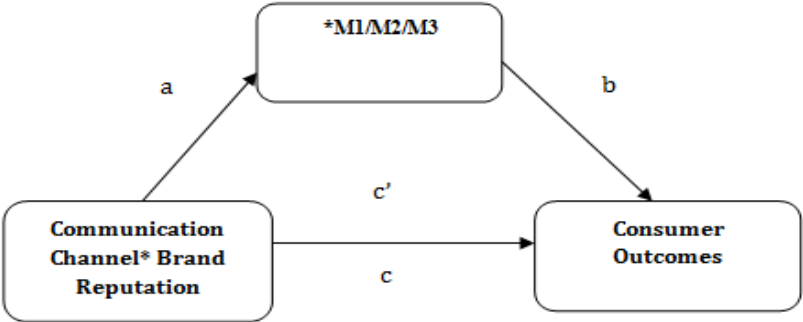 *M1/M2/M3
a
b
c’
Communication
Channel* Brand
Reputation
Consumer
Outcomes
c